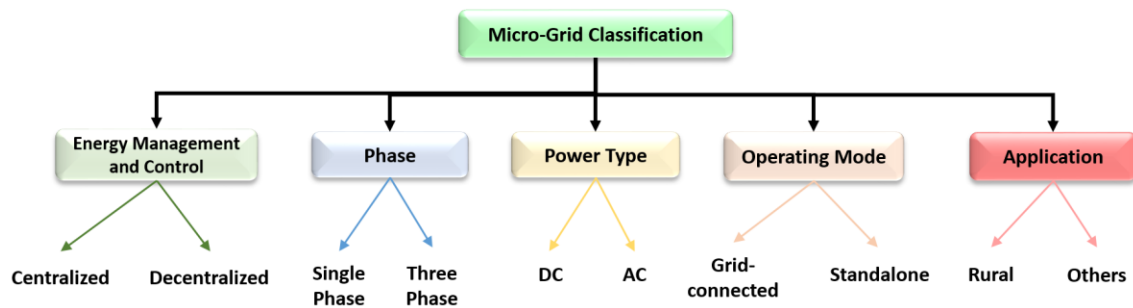 Micro-Grid Classification
Energy Management
and Control
Phase
Power Type
Operating Mode
Application
Centralized
Decentralized
Single
Phase
Three
Phase
DC
AC
Grid-
connected
Standalone
Rural
Others